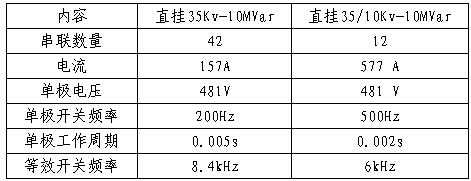 内容 直挂35Kv-10MVar 直挂35/10Kv-10MVar
串联数量 42 12
电流 157A 577 A
单极电压 481V 481 V
单极开关频率 200Hz 500Hz
单极工作周期 0.005s 0.002s
等效开关频率 8.4kHz 6kHz